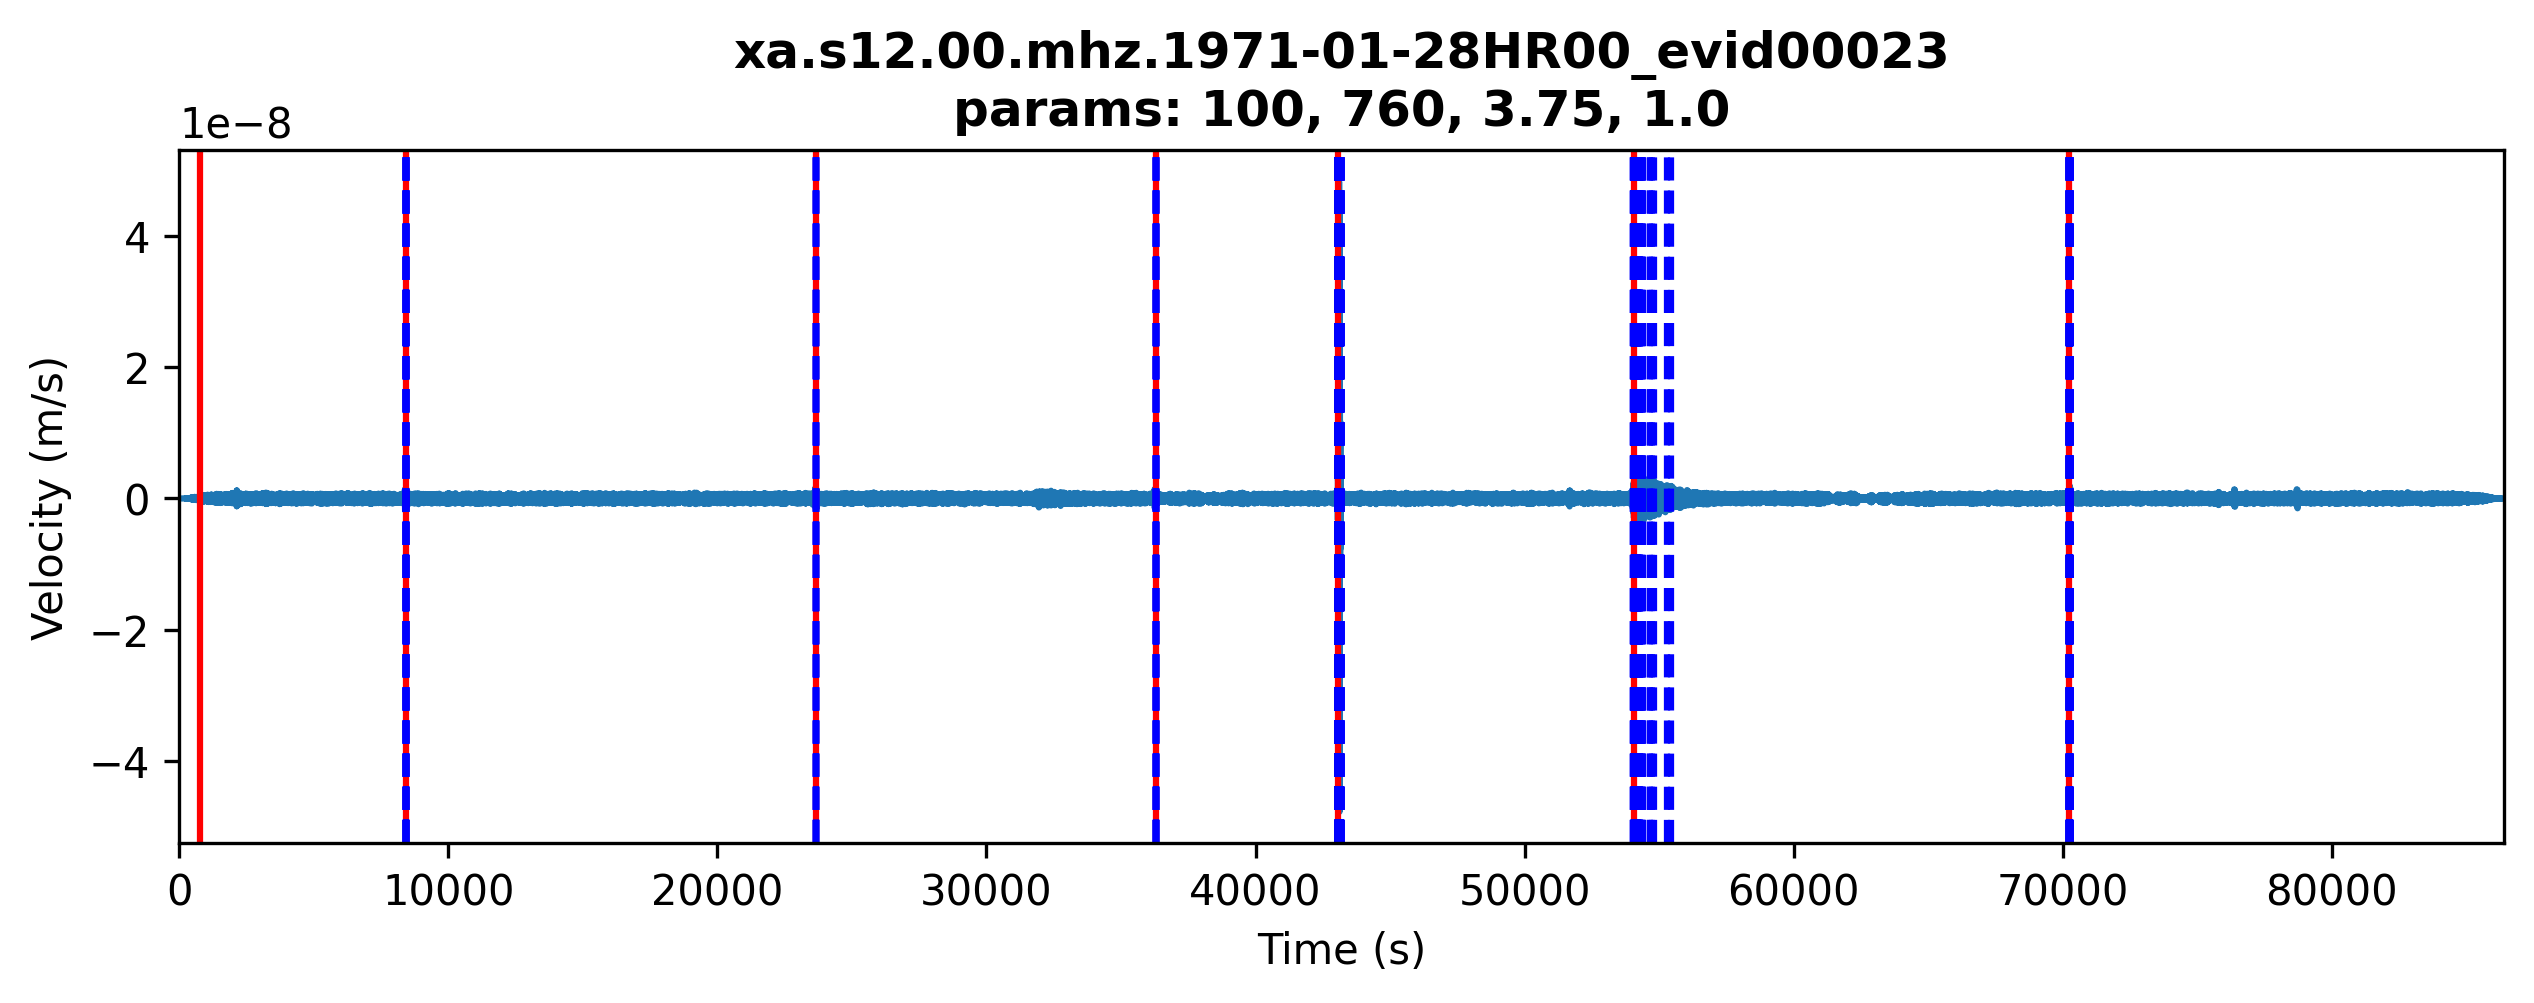 xa.s12.00.mhz.1971-01-28HR00_evid00023
params: 100, 760, 3.75, 1.0
1e−8
4
2
0
−2
−4
Velocity (m/s)
0 10000 20000 30000 40000 50000 60000 70000 80000
Time (s)